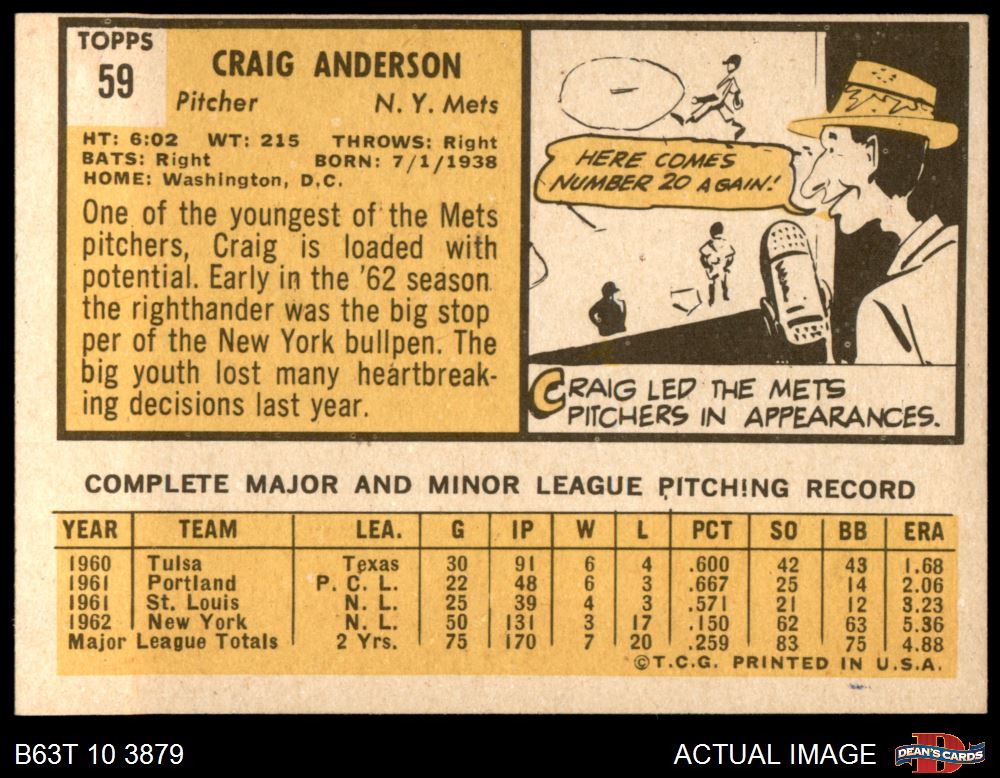 TOPPS
59
CRAIG ANDERSON
Pitcher N. Y. Mets
HT: 6:02 WT: 215 THROWS: Right
BATS: Right BORN: 7/1/1938
HOME: Washington, D.C.
One of the youngest of the Mets
pitchers, Craig is loaded with
potential. Early in the '62 season
the righthander was the big stop
per of the New York bullpen. The
big youth lost many heartbreak-
ing decisions last year.
HERE COMES
NUMBER 20 AGAIN!
CRAIG LED THE METS
PITCHERS IN APPEARANCES.
COMPLETE MAJOR AND MINOR LEAGUE PITCHING RECORD
YEAR TEAM LEA. G IP W L PCT SO BB ERA
1960 Tulsa Texas 30 91 6 4 .600 42 43 1.68
1961 Portland P. C. L. 22 48 6 3 .667 25 14 2.06
1961 St. Louis N. L. 25 39 4 3 .571 21 12 3.23
1962 New York N. L. 50 131 3 17 .150 62 63 5.36
Major League Totals 2 Yrs. 75 170 7 20 .259 83 75 4.88
©T.C.G. PRINTED IN U.S.A.
B63T 10 3879 ACTUAL IMAGE DEAN'S CARDS